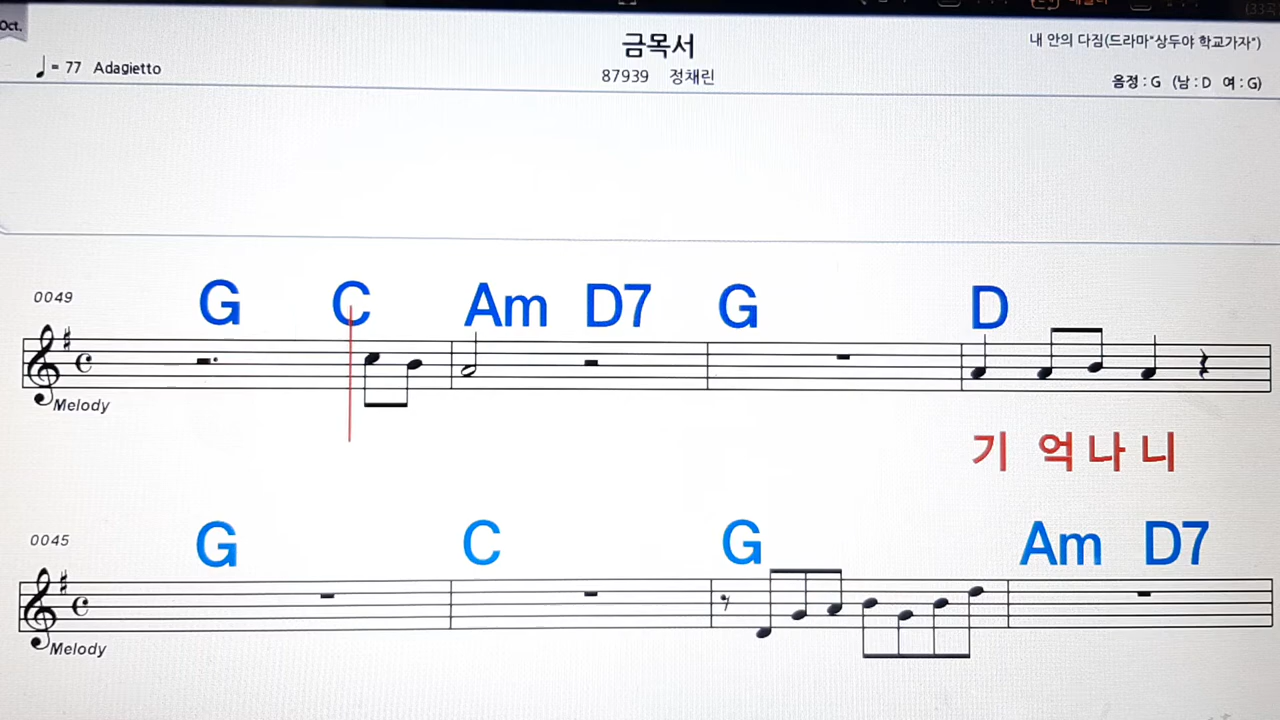 Oct.
금목서
내 안의 다짐(드라마"상두야 학교가자")
♩ = 77 Adagietto
87939 정채린
음정 : G (남 : D 여 : G)
0049
G C Am D7 G D
Melody
기 억 나 니
0045
G C G Am D7
Melody